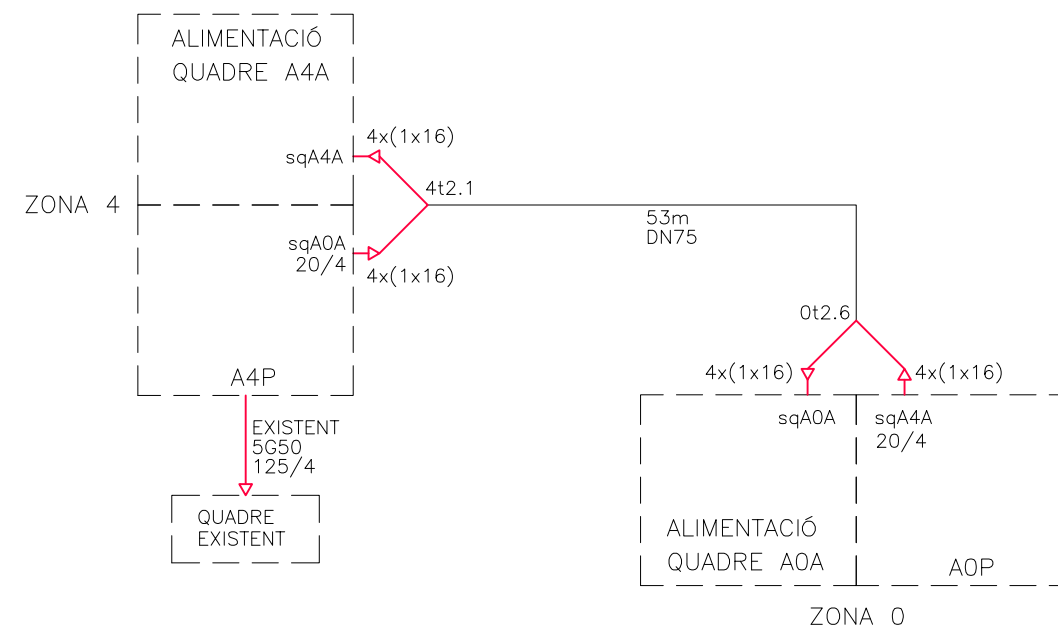 ALIMENTACIÓ
QUADRE A4A
4x(1x16)
sqA4A
4t2.1
ZONA 4
53m
DN75
sqA0A
20/4
4x(1x16)
0t2.6
A4P
4x(1x16)
4x(1x16)
EXISTENT
5G50
125/4
sqA0A
sqA4A
20/4
QUADRE
EXISTENT
ALIMENTACIÓ
QUADRE A0A
A0P
ZONA 0